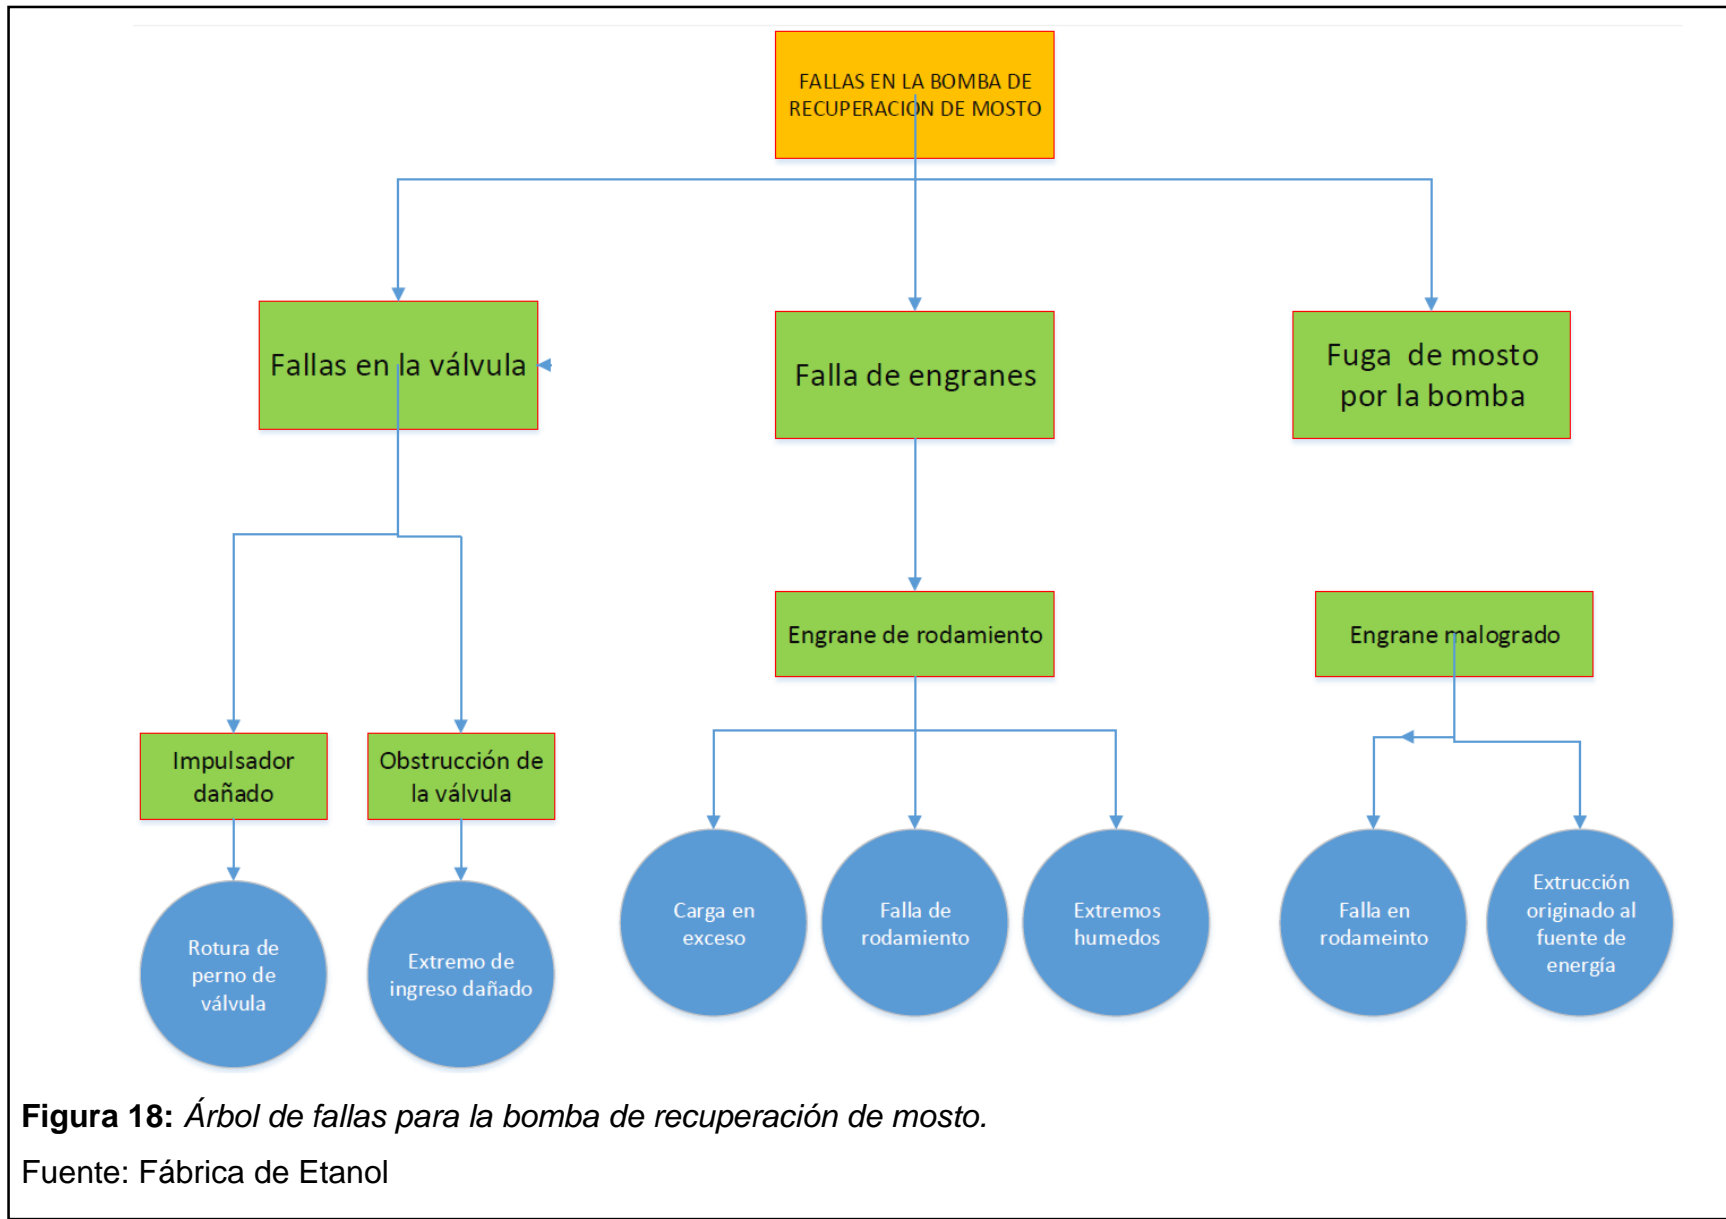 FALLAS EN LA BOMBA DE
RECUPERACION DE MOSTO
Fallas en la válvula
Falla de engranes
Fuga de mosto
por la bomba
Engrane de rodamiento
Engrane malogrado
Impulsador
dañado
Obstrucción de
la válvula
Rotura de
perno de
válvula
Extremo de
ingreso dañado
Carga en
exceso
Falla de
rodamiento
Extremos
humedos
Falla en
rodameinto
Extrucción
originado al
fuente de
energía
Figura 18: Árbol de fallas para la bomba de recuperación de mosto.
Fuente: Fábrica de Etanol